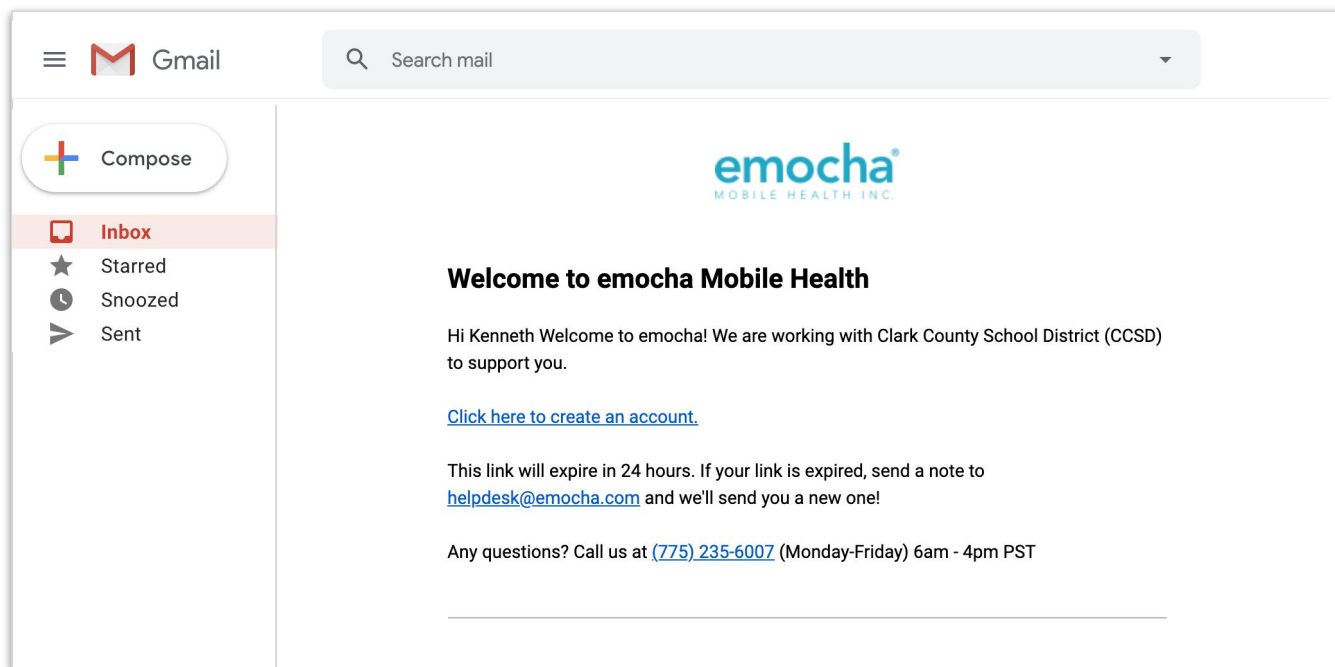 Gmail
Search mail
Compose
Inbox
Starred
Snoozed
Sent
emocha®
MOBILE HEALTH INC.
Welcome to emocha Mobile Health
Hi Kenneth Welcome to emocha! We are working with Clark County School District (CCSD)
to support you.
Click here to create an account.
This link will expire in 24 hours. If your link is expired, send a note to
helpdesk@emocha.com and we'll send you a new one!
Any questions? Call us at (775) 235-6007 (Monday-Friday) 6am - 4pm PST